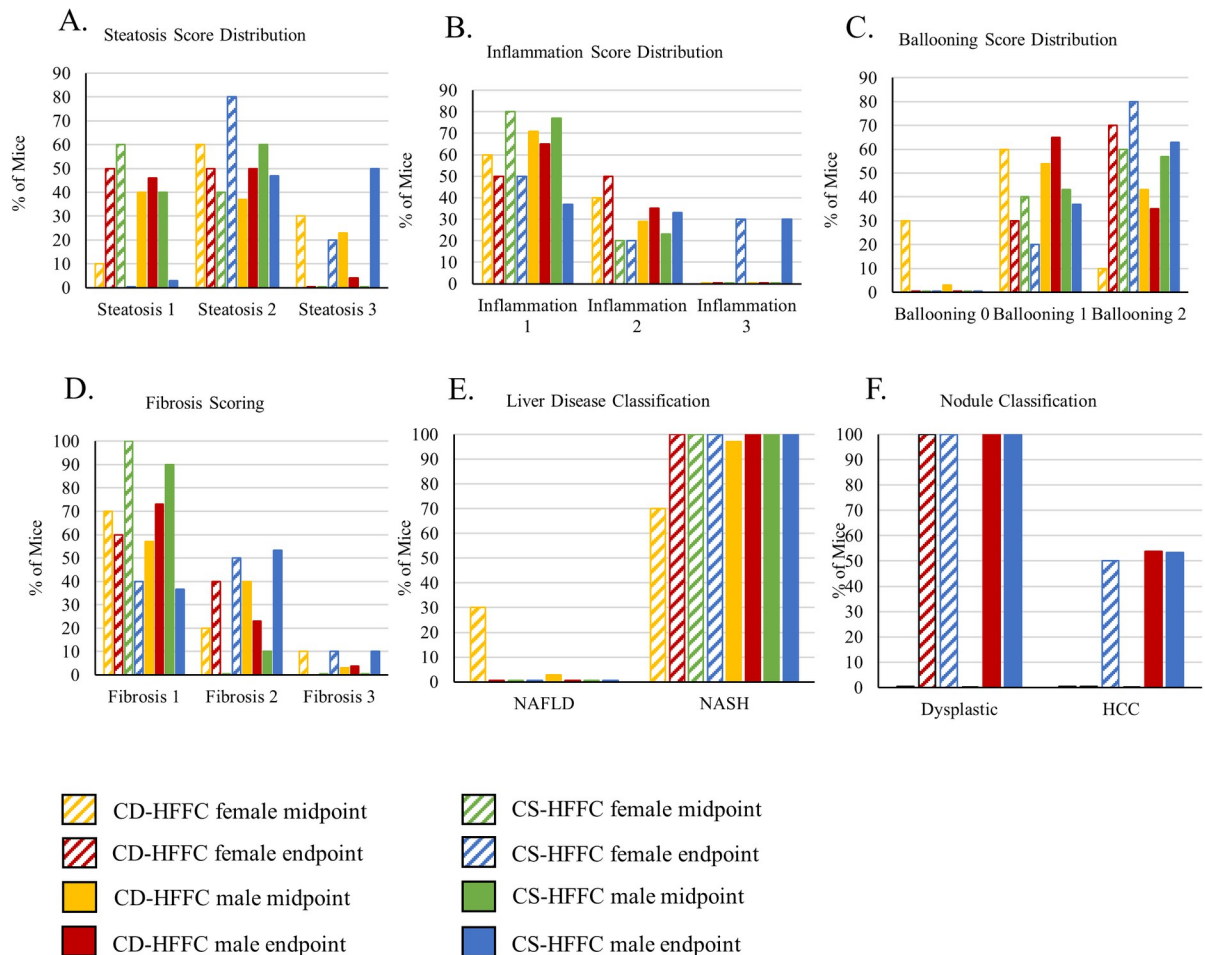 A.
Steatosis Score Distribution
90
80
70
60
50
40
30
20
10
0
% of Mice
Steatosis 1 Steatosis 2 Steatosis 3
B.
Inflammation Score Distribution
90
80
70
60
50
40
30
20
10
0
% of Mice
Inflammation Inflammation Inflammation
1 2 3
C.
Ballooning Score Distribution
90
80
70
60
50
40
30
20
10
0
% of Mice
Ballooning 0 Ballooning 1 Ballooning 2
D.
Fibrosis Scoring
100
90
80
70
60
50
40
30
20
10
0
% of Mice
Fibrosis 1 Fibrosis 2 Fibrosis 3
E.
Liver Disease Classification
100
90
80
70
60
50
40
30
20
10
0
% of Mice
NAFLD NASH
F.
Nodule Classification
100
90
80
70
60
50
40
30
20
10
0
% of Mice
Dysplastic HCC
CD-HFFC female midpoint
CD-HFFC female endpoint
CD-HFFC male midpoint
CD-HFFC male endpoint
CS-HFFC female midpoint
CS-HFFC female endpoint
CS-HFFC male midpoint
CS-HFFC male endpoint